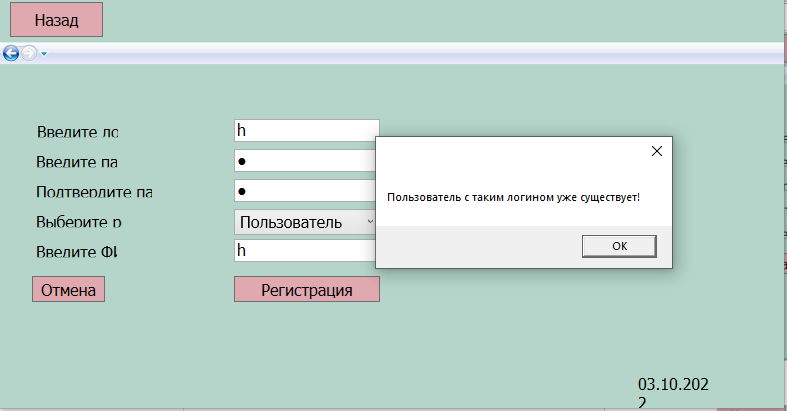 Назад
Введите ло
h
Введите па
●
Подтвердите па
●
Пользователь с таким логином уже существует!
Выберите р
Пользователь
Введите ФИ
h
ОК
Отмена
Регистрация
03.10.202
2